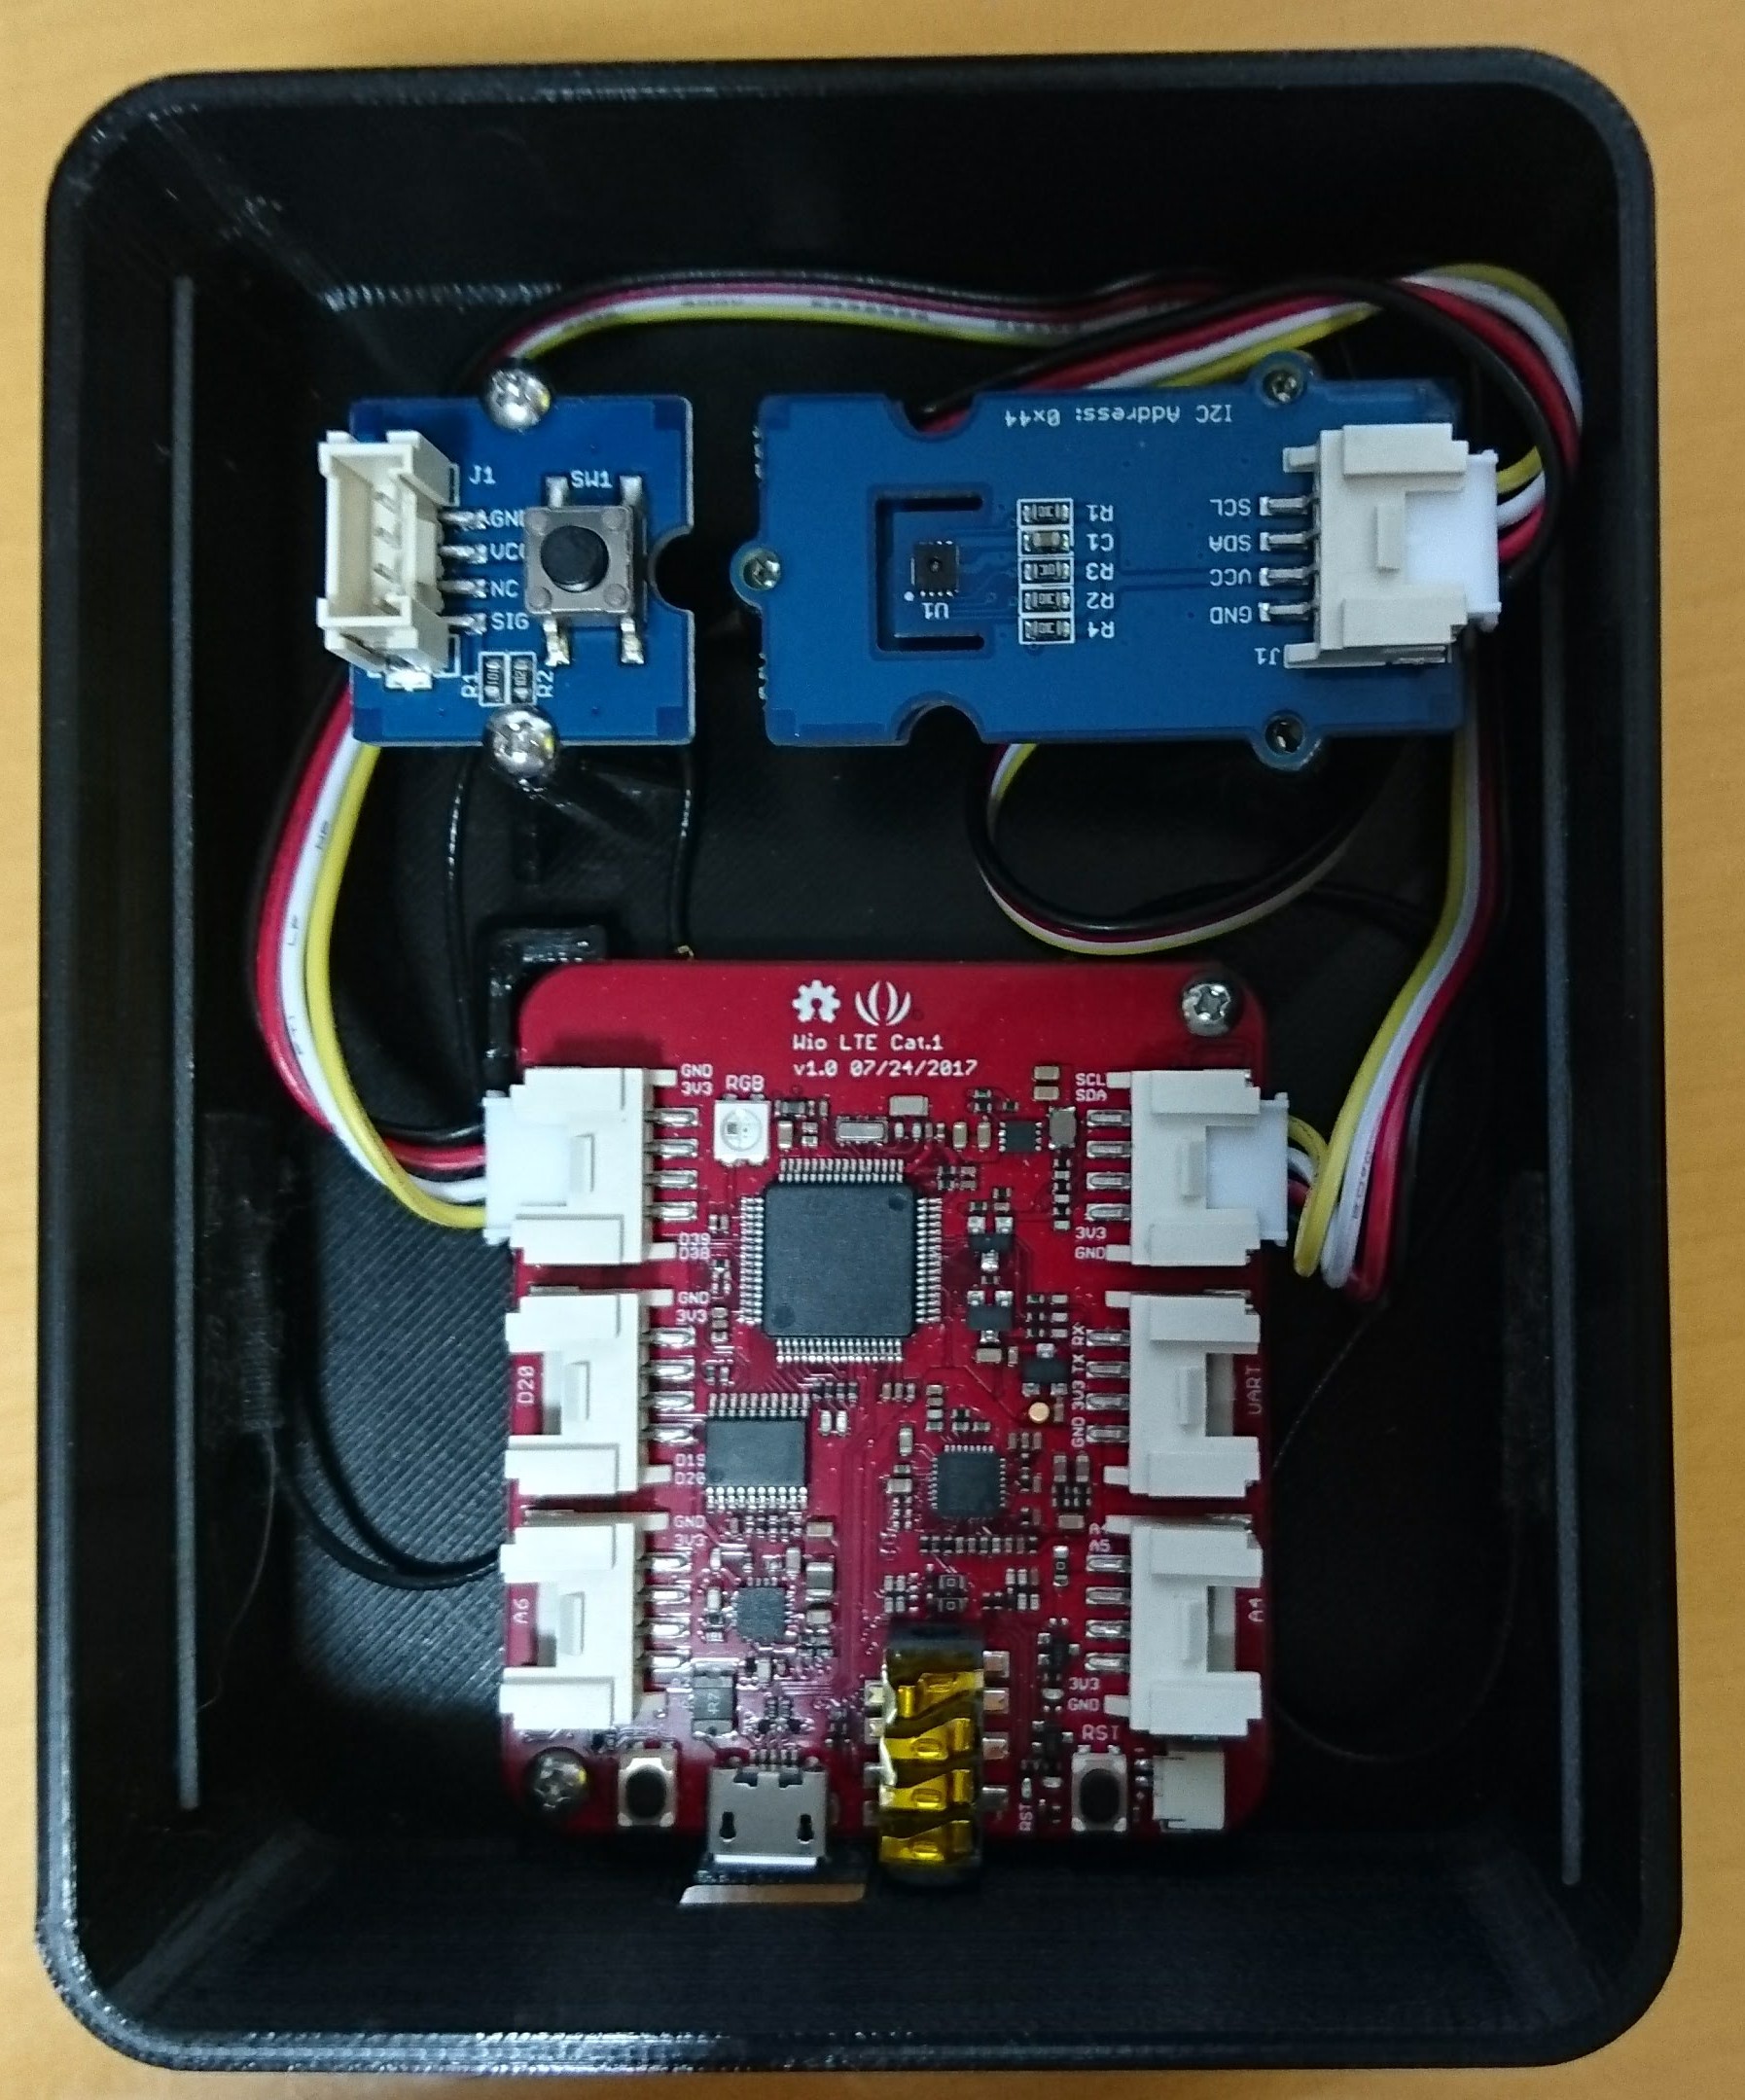 I2C Address: 0x44
J1
SW1
GND
VCC
NC
SIG
R1
R2
U1
R1
C1
R3
R2
R4
SCL
SDA
VCC
GND
J1
Wio LTE Cat.1
v1.0 07/24/2017
RGB
GND
3V3
D39
D38
GND
3V3
D20
D19
D20
GND
3V3
A6
4R7
SCL
SDA
3V3
GND
RX
TX
3V3
GND
UART
A5
A4
3V3
GND
RST
RST